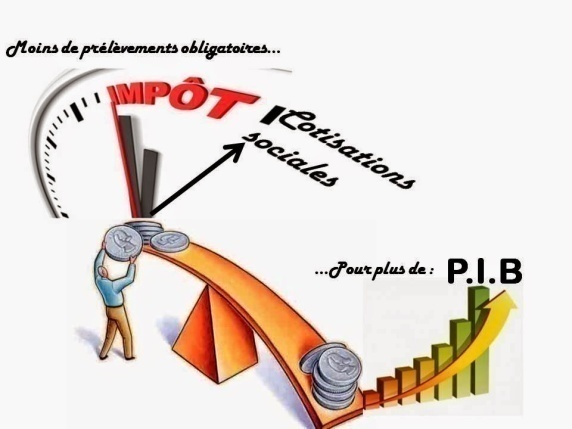 Moins de prélèvements obligatoires...
IMPÔT
Cotisations
sociales
...Pour plus de :
P.I.B